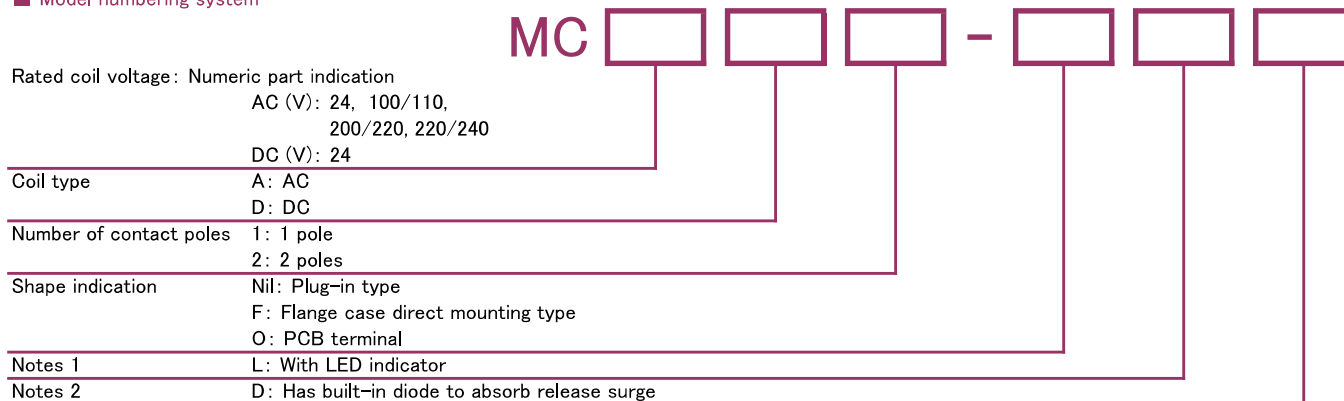 ■ Model numbering system
MC -
Rated coil voltage: Numeric part indication
AC (V): 24, 100/110,
200/220, 220/240
DC (V): 24
Coil type A: AC
D: DC
Number of contact poles 1: 1 pole
2: 2 poles
Shape indication Nil: Plug-in type
F: Flange case direct mounting type
O: PCB terminal
Notes 1 L: With LED indicator
Notes 2 D: Has built-in diode to absorb release surge